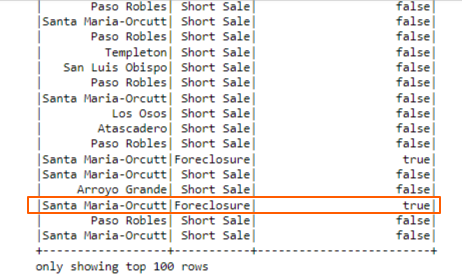 |         Paso Robles| Short Sale|                   false|
|Santa Maria-Orcutt| Short Sale|                   false|
|         Paso Robles| Short Sale|                   false|
|           Templeton| Short Sale|                   false|
|     San Luis Obispo| Short Sale|                   false|
|         Paso Robles| Short Sale|                   false|
|Santa Maria-Orcutt| Short Sale|                   false|
|            Los Osos| Short Sale|                   false|
|          Atascadero| Short Sale|                   false|
|         Paso Robles| Short Sale|                   false|
|Santa Maria-Orcutt|Foreclosure|                    true|
|Santa Maria-Orcutt| Short Sale|                   false|
|       Arroyo Grande| Short Sale|                   false|
|Santa Maria-Orcutt|Foreclosure|                    true|
|         Paso Robles| Short Sale|                   false|
|Santa Maria-Orcutt| Short Sale|                   false|
+------------------+-----------+------------------------+
only showing top 100 rows